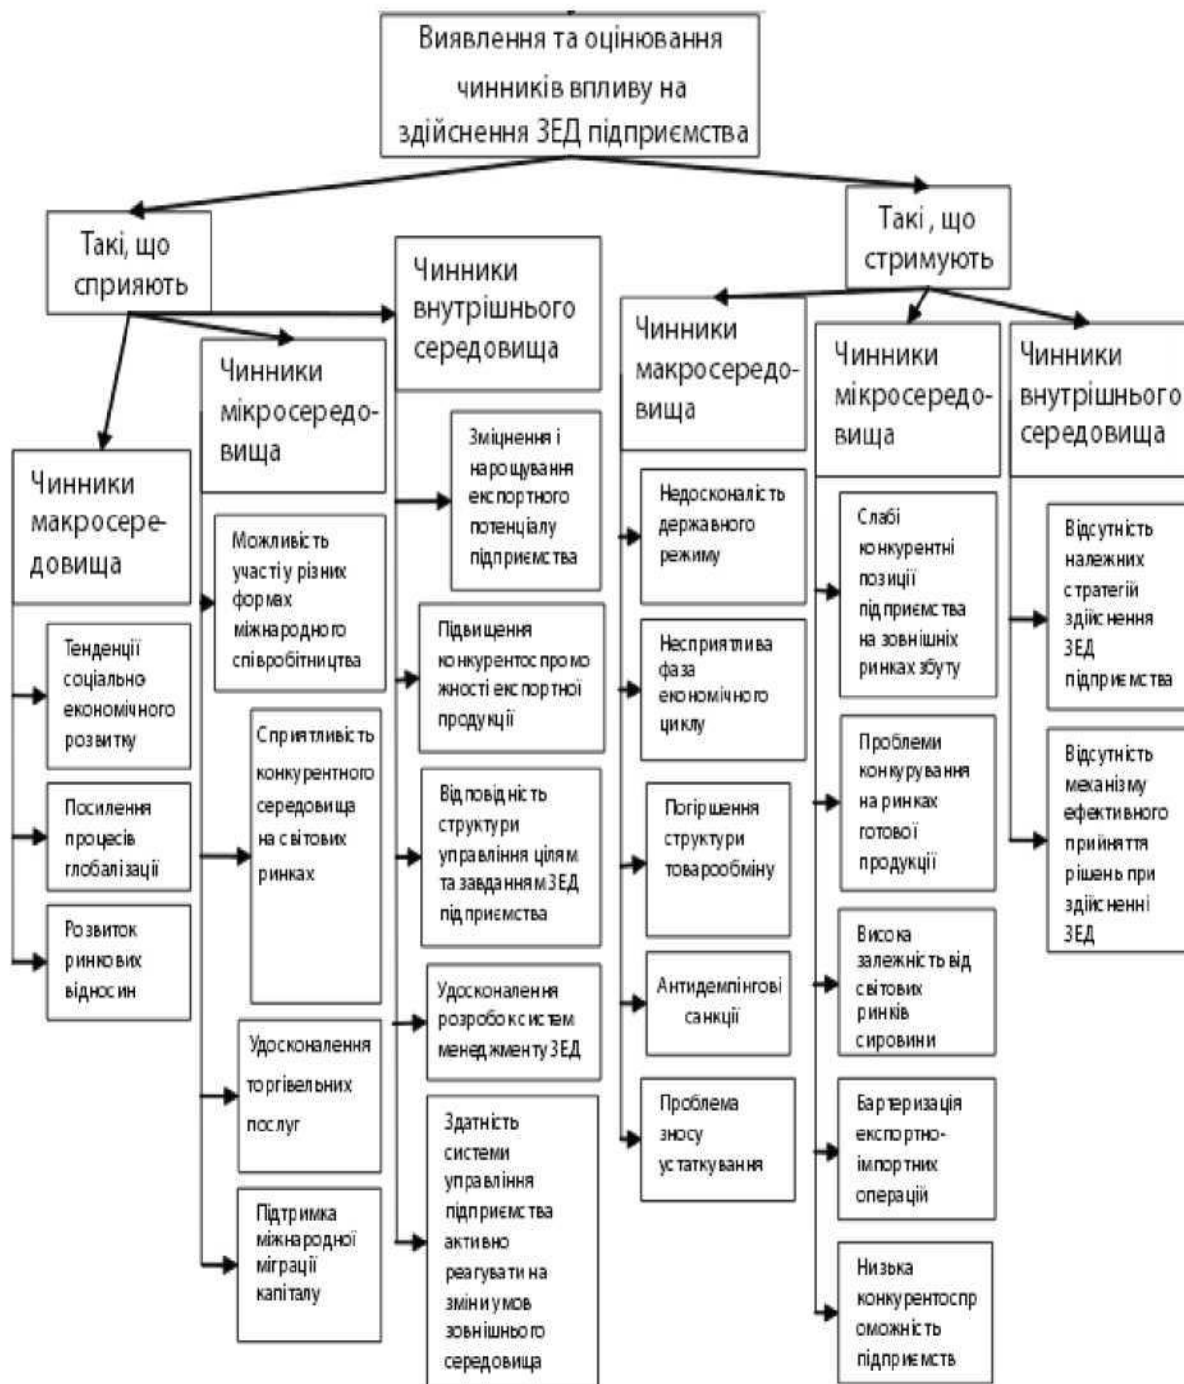 Виявлення та оцінювання
чинників впливу на
здійснення ЗЕД підприємства
Такі, що
сприяють
Чинники
макросере-
довища
Тенденції
соціально-
економічного
розвитку
Посилення
процесів
глобалізації
Розвиток
ринкових
відносин
Чинники
мікросередо-
вища
Можливість
участі у різних
формах
міжнародного
співробітництва
Сприятливість
конкурентного
середовища
на світових
ринках
Удосконалення
торгівельних
послуг
Підтримка
міжнародної
міграції
капіталу
Чинники
внутрішнього
середовища
Зміцнення і
нарощування
експортного
потенціалу
підприємства
Підвищення
конкурентоспромо
жності експортної
продукції
Відповідність
структури
управління цілям
та завданням ЗЕД
підприємства
Удосконалення
розробок систем
менеджменту ЗЕД
Здатність
системи
управління
підприємства
активно
реагувати на
зміни умов
зовнішнього
середовища
Такі , що
стримують
Чинники
макросередо-
вища
Недосконалість
державного
режиму
Несприятлива
фаза
економічного
циклу
Погіршення
структури
товарообміну
Антидемпінгові
санкції
Проблема
зносу
устаткування
Чинники
мікросередо-
вища
Слабі
конкурентні
позиції
підприємства
на зовнішніх
ринках збуту
Проблеми
конкурування
на ринках
готової
продукції
Висока
залежність від
світових
ринків
сировини
Бартеризація
експортно-
імпортних
операцій
Низька
конкурентоспр
оможність
підприємств
Чинники
внутрішнього
середовища
Відсутність
належних
стратегій
здійснення
ЗЕД
підприємства
Відсутність
механізму
ефективного
прийняття
рішень при
здійсненні
ЗЕД